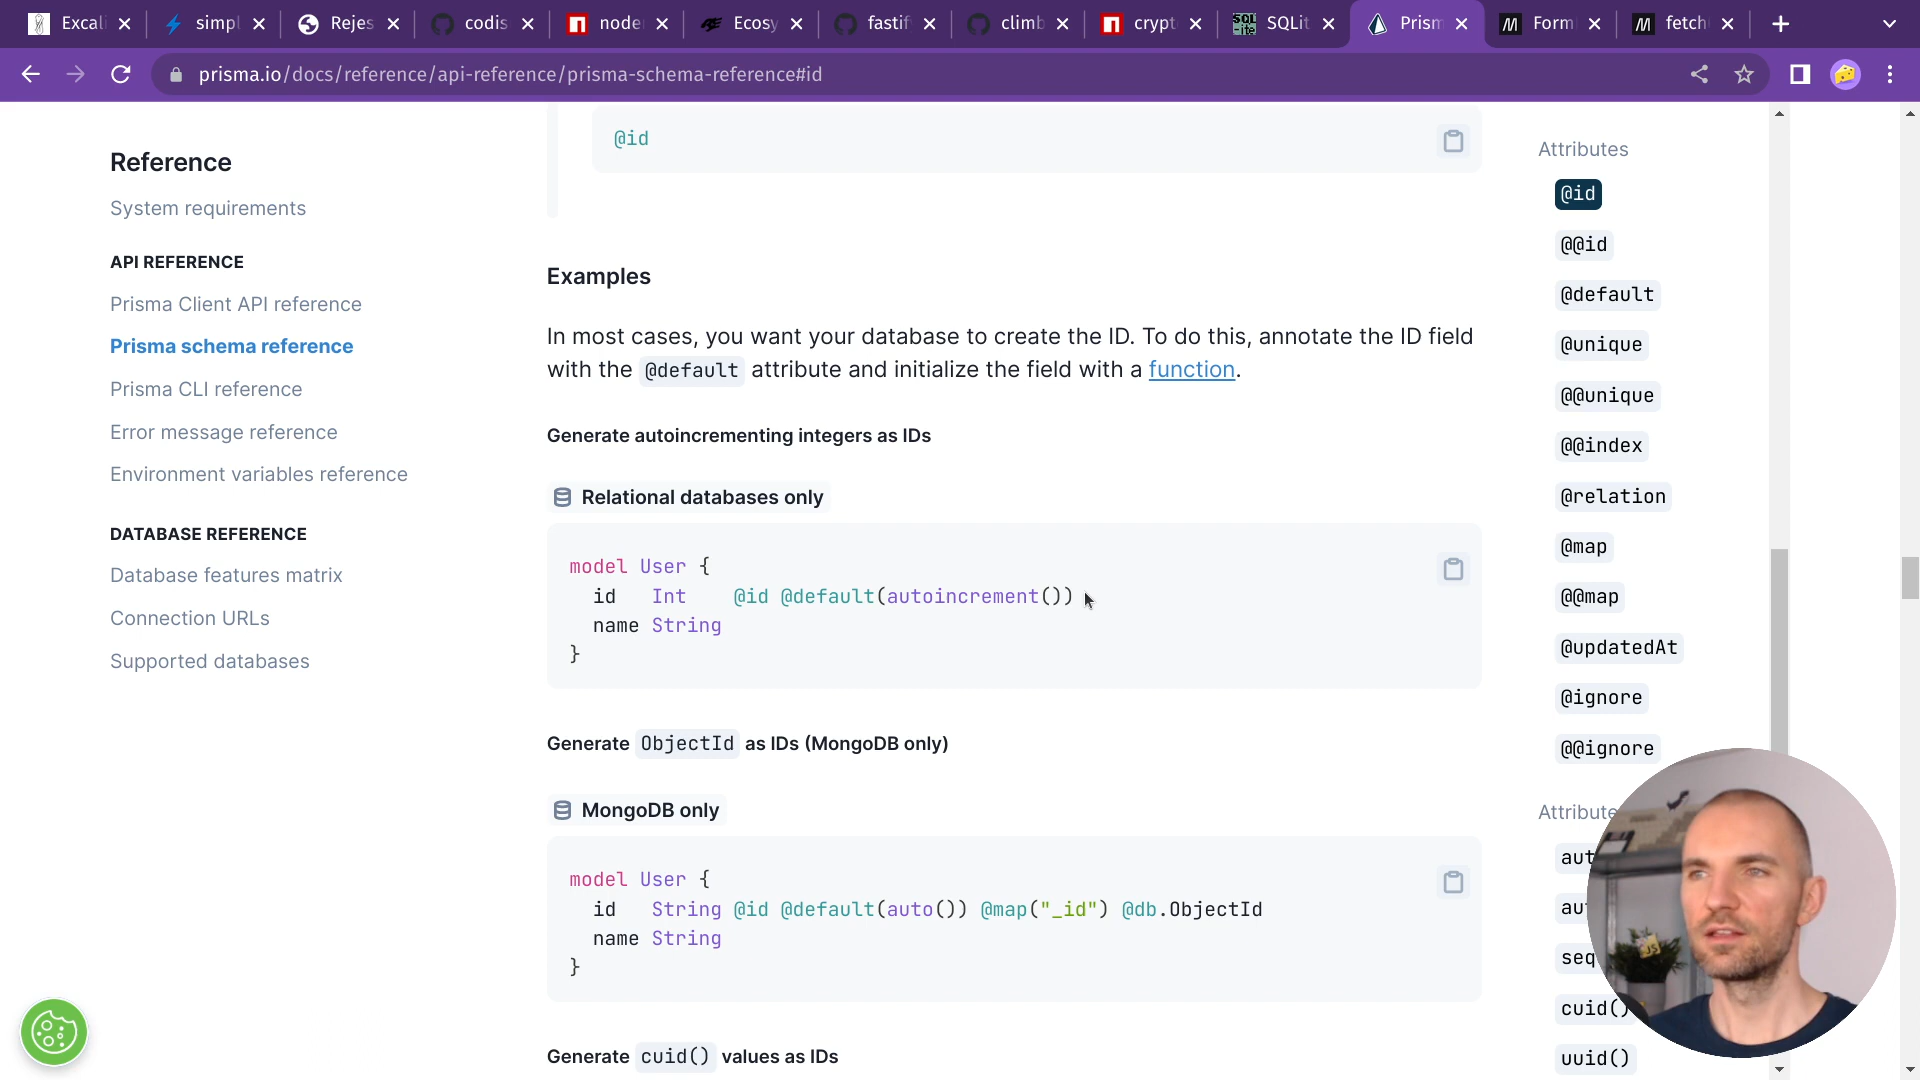 Excali
simpl
Rejes
codis
node
Ecosy
fastif
climb
crypt
SQLit
Prism
Form
fetch
prisma.io/docs/reference/api-reference/prisma-schema-reference#id
@id
Reference
System requirements
API REFERENCE
Prisma Client API reference
Prisma schema reference
Prisma CLI reference
Error message reference
Environment variables reference
DATABASE REFERENCE
Database features matrix
Connection URLs
Supported databases
Examples
In most cases, you want your database to create the ID. To do this, annotate the ID field
with the @default attribute and initialize the field with a function.
Generate autoincrementing integers as IDs
Relational databases only
model User {
  id   Int    @id @default(autoincrement())
  name String
}
Generate ObjectId as IDs (MongoDB only)
MongoDB only
model User {
  id   String @id @default(auto()) @map("_id") @db.ObjectId
  name String
}
Generate cuid() values as IDs
Attributes
@id
@@id
@default
@unique
@@unique
@@index
@relation
@map
@@map
@updatedAt
@ignore
@@ignore
Attribute
aut
au
seq
cuid()
uuid()